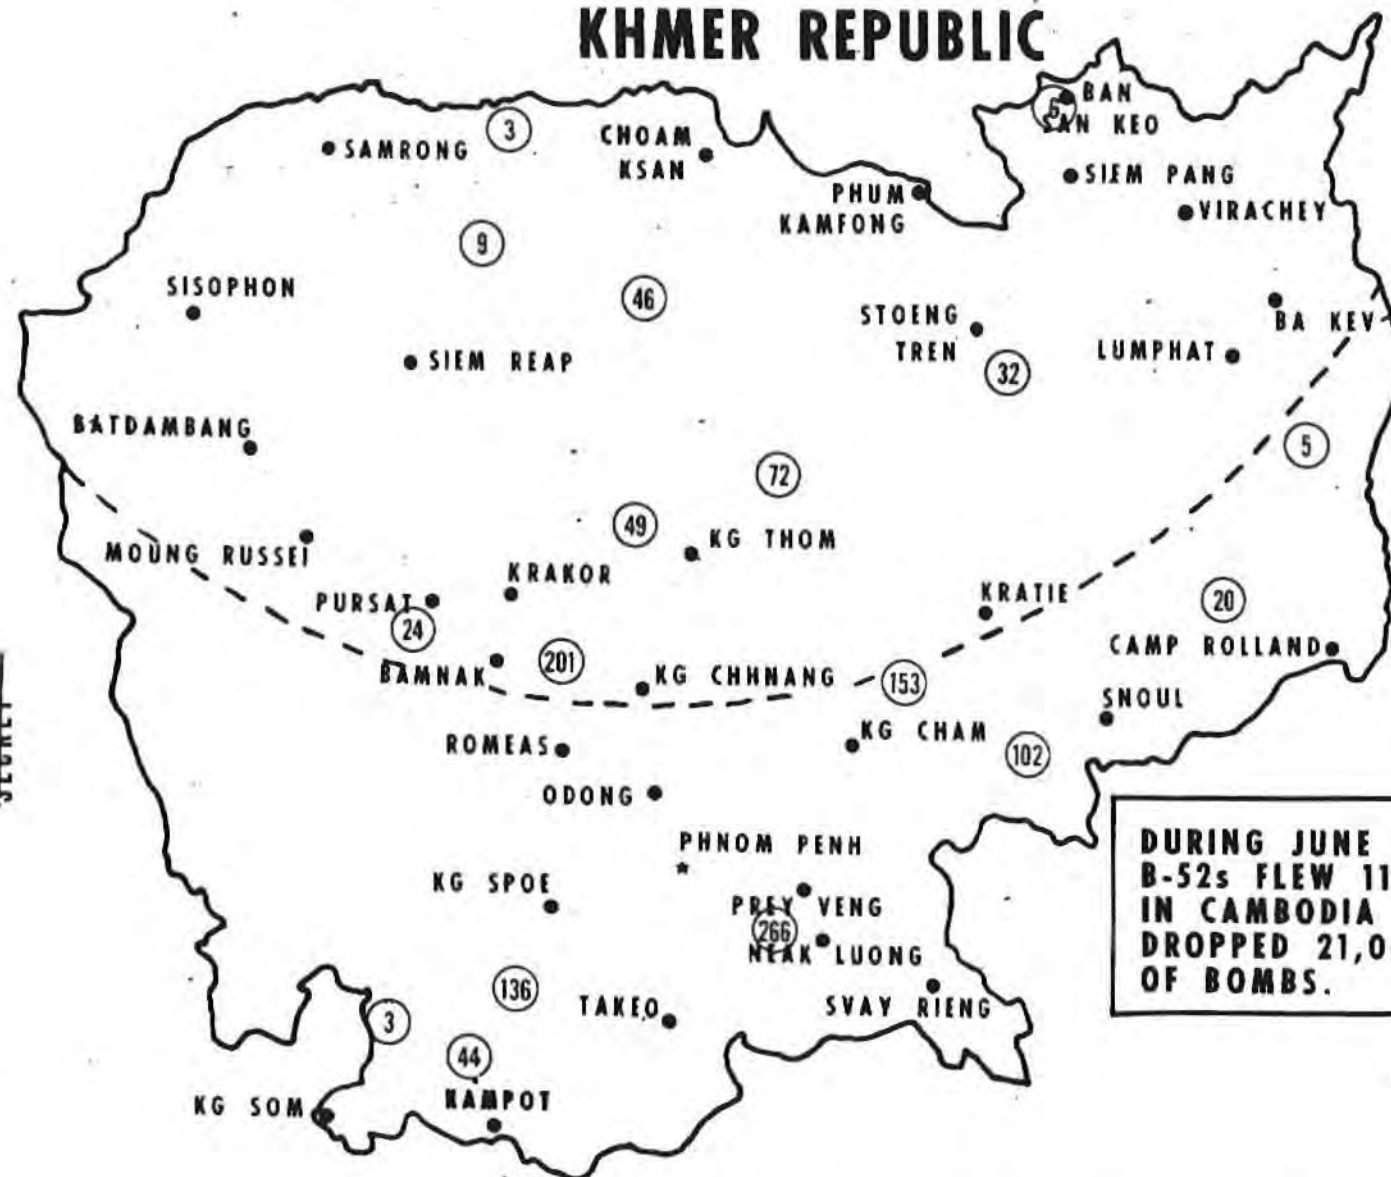 KHMER REPUBLIC
BAN
SAN KEO
6
3
SAMRONG
CHOAM
KSAN
SIEM PANG
PHUM
KAMFONG
VIRACHEY
9
SISOPHON
46
STOENG
TREN
BA KEV
LUMPHAT
SIEM REAP
32
BATDAMBANG
5
72
49
KG THOM
MOUNG RUSSEI
KRAKOR
PURSAT
24
KRATIE
20
BAMNAK
201
KG CHHNANG
153
CAMP ROLLAND
SNOUL
ROMEAS
KG CHAM
102
ODONG
PHNOM PENH
KG SPOE
PREY VENG
266
NEAK LUONG
136
TAKEO
SVAY RIENG
3
44
KG SOM
KAMPOT
DURING JUNE
B-52s FLEW 11
IN CAMBODIA
DROPPED 21,0
OF BOMBS.